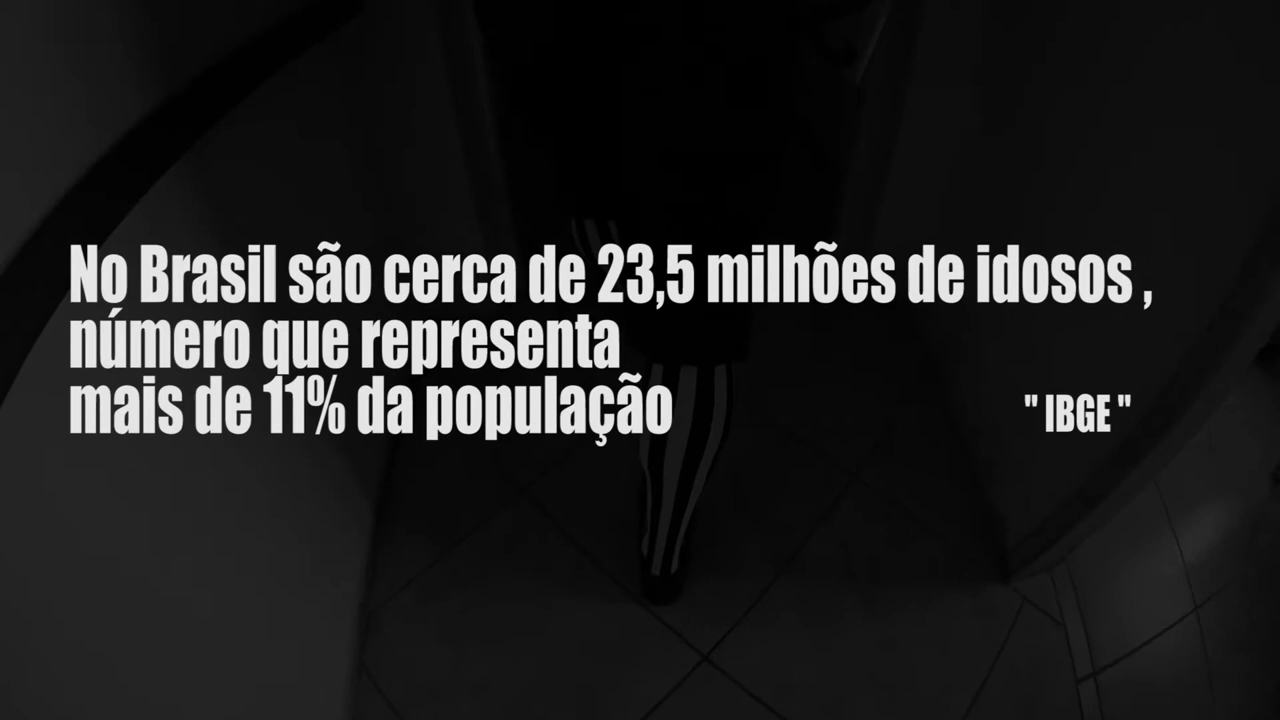 No Brasil são cerca de 23,5 milhões de idosos ,
número que representa
mais de 11% da população
" IBGE "